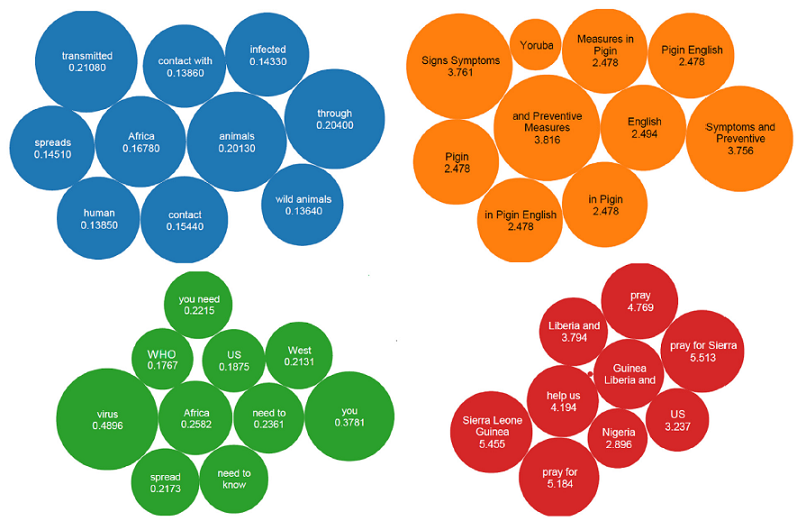 transmitted
0.21080
contact with
0.13860
infected
0.14330
through
0.20400
spreads
0.14510
Africa
0.16780
animals
0.20130
human
0.13850
contact
0.15440
wild animals
0.13640
Signs Symptoms
3.761
Yoruba
Measures in
Pigin
2.478
Pigin English
2.478
and Preventive
Measures
3.816
English
2.494
Symptoms and
Preventive
3.756
Pigin
2.478
in Pigin English
2.478
in Pigin
2.478
you need
0.2215
WHO
0.1767
US
0.1875
West
0.2131
virus
0.4896
Africa
0.2582
need to
0.2361
you
0.3781
spread
0.2173
need to
know
pray
4.769
Liberia and
3.794
pray for Sierra
5.513
Guinea
Liberia and
help us
4.194
US
3.237
Sierra Leone
Guinea
5.455
Nigeria
2.896
pray for
5.184